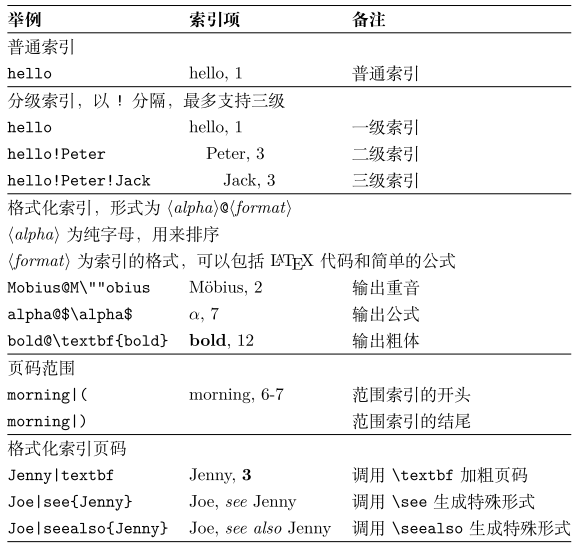 举例 索引项 备注
普通索引
hello hello, 1 普通索引
分级索引，以 ! 分隔，最多支持三级
hello hello, 1 一级索引
hello!Peter Peter, 3 二级索引
hello!Peter!Jack Jack, 3 三级索引
格式化索引，形式为 ⟨alpha⟩@⟨format⟩
⟨alpha⟩ 为纯字母，用来排序
⟨format⟩ 为索引的格式，可以包括 LATEX 代码和简单的公式
Mobius@M\""obius Möbius, 2 输出重音
alpha@$\alpha$ α, 7 输出公式
bold@\textbf{bold} bold, 12 输出粗体
页码范围
morning|( morning, 6-7 范围索引的开头
morning|) 范围索引的结尾
格式化索引页码
Jenny|textbf Jenny, 3 调用 \textbf 加粗页码
Joe|see{Jenny} Joe, see Jenny 调用 \see 生成特殊形式
Joe|seealso{Jenny} Joe, see also Jenny 调用 \seealso 生成特殊形式